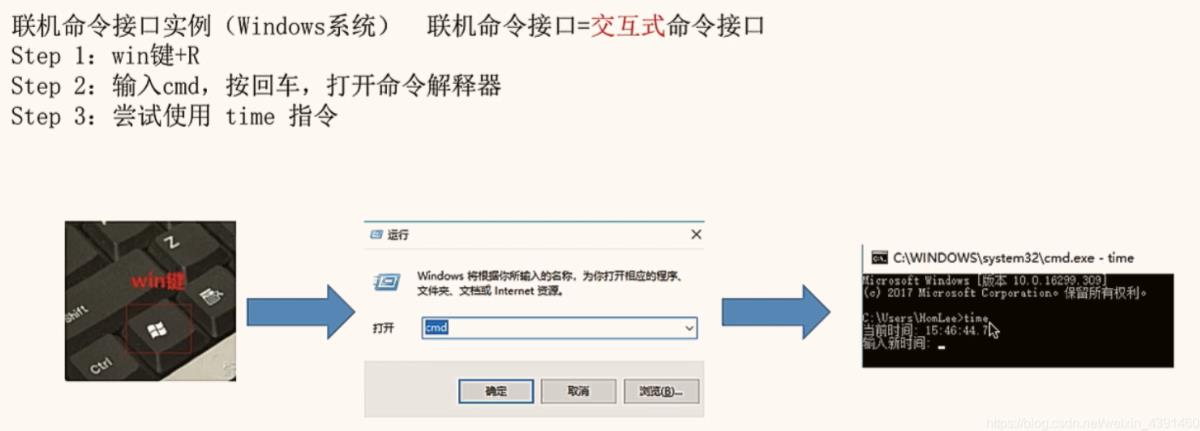 联机命令接口实例（Windows系统） 联机命令接口=交互式命令接口
Step 1：win键+R
Step 2：输入cmd，按回车，打开命令解释器
Step 3：尝试使用 time 指令
Z
win键
Shift
Ctrl
运行
Windows 将根据你所输入的名称，为你打开相应的程序、
文件夹、文档或 Internet 资源。
打开
cmd
确定 取消 浏览(B)...
C:\WINDOWS\system32\cmd.exe - time
Microsoft Windows [版本 10.0.16299.309]
(c) 2017 Microsoft Corporation。保留所有权利。
C:\Users\HomLee>time
当前时间: 15:46:44.7
输入新时间:
https://blog.csdn.net/weixin_4391460